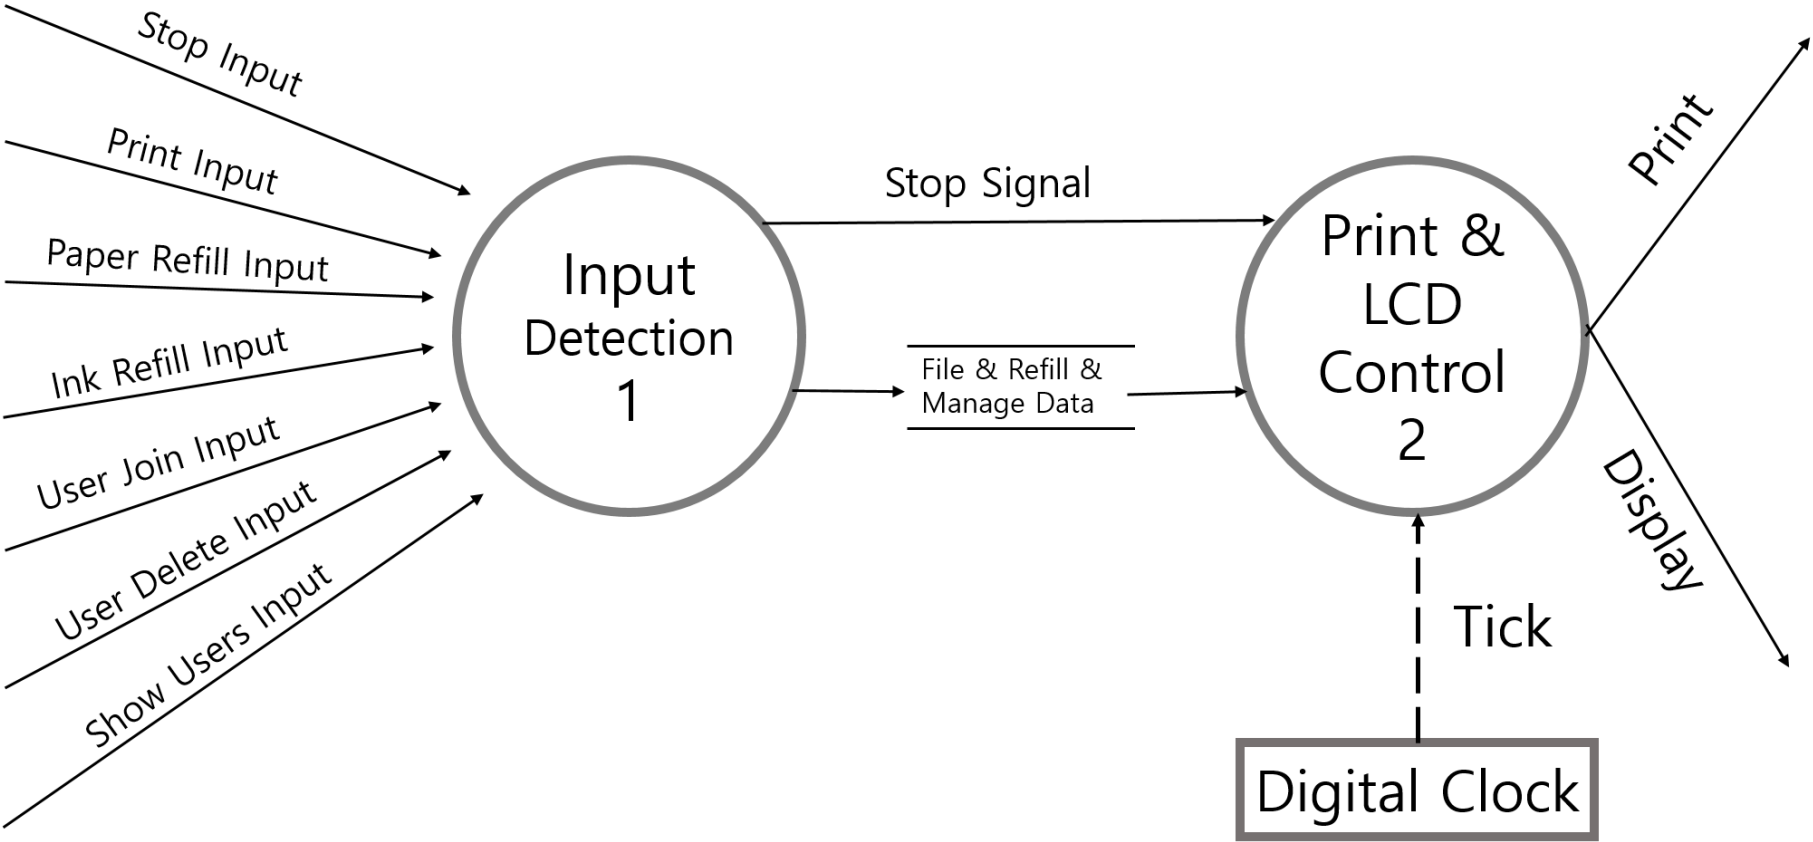 Stop Input
Print Input
Paper Refill Input
Ink Refill Input
User Join Input
User Delete Input
Show Users Input
Input
Detection
1
Stop Signal
File & Refill &
Manage Data
Print &
LCD
Control
2
Print
Display
Tick
Digital Clock